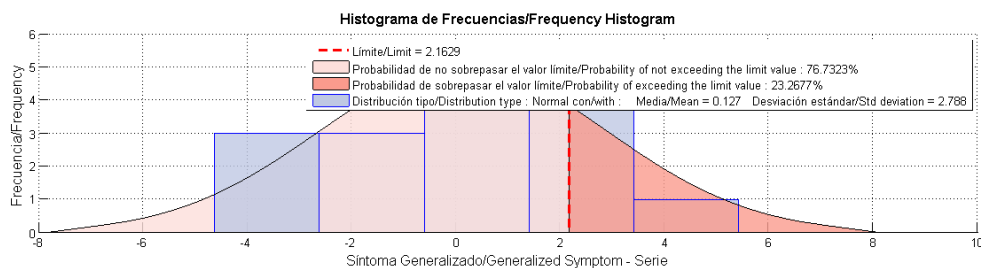 Histograma de Frecuencias/Frequency Histogram
6
5
4
3
2
1
0
Frecuencia/Frequency
Límite/Limit = 2.1629
Probabilidad de no sobrepasar el valor límite/Probability of not exceeding the limit value : 76.7323%
Probabilidad de sobrepasar el valor límite/Probability of exceeding the limit value : 23.2677%
Distribución tipo/Distribution type : Normal con/with : Media/Mean = 0.127 Desviación estándar/Std deviation = 2.788
-8 -6 -4 -2 0 2 4 6 8 10
Síntoma Generalizado/Generalized Symptom - Serie